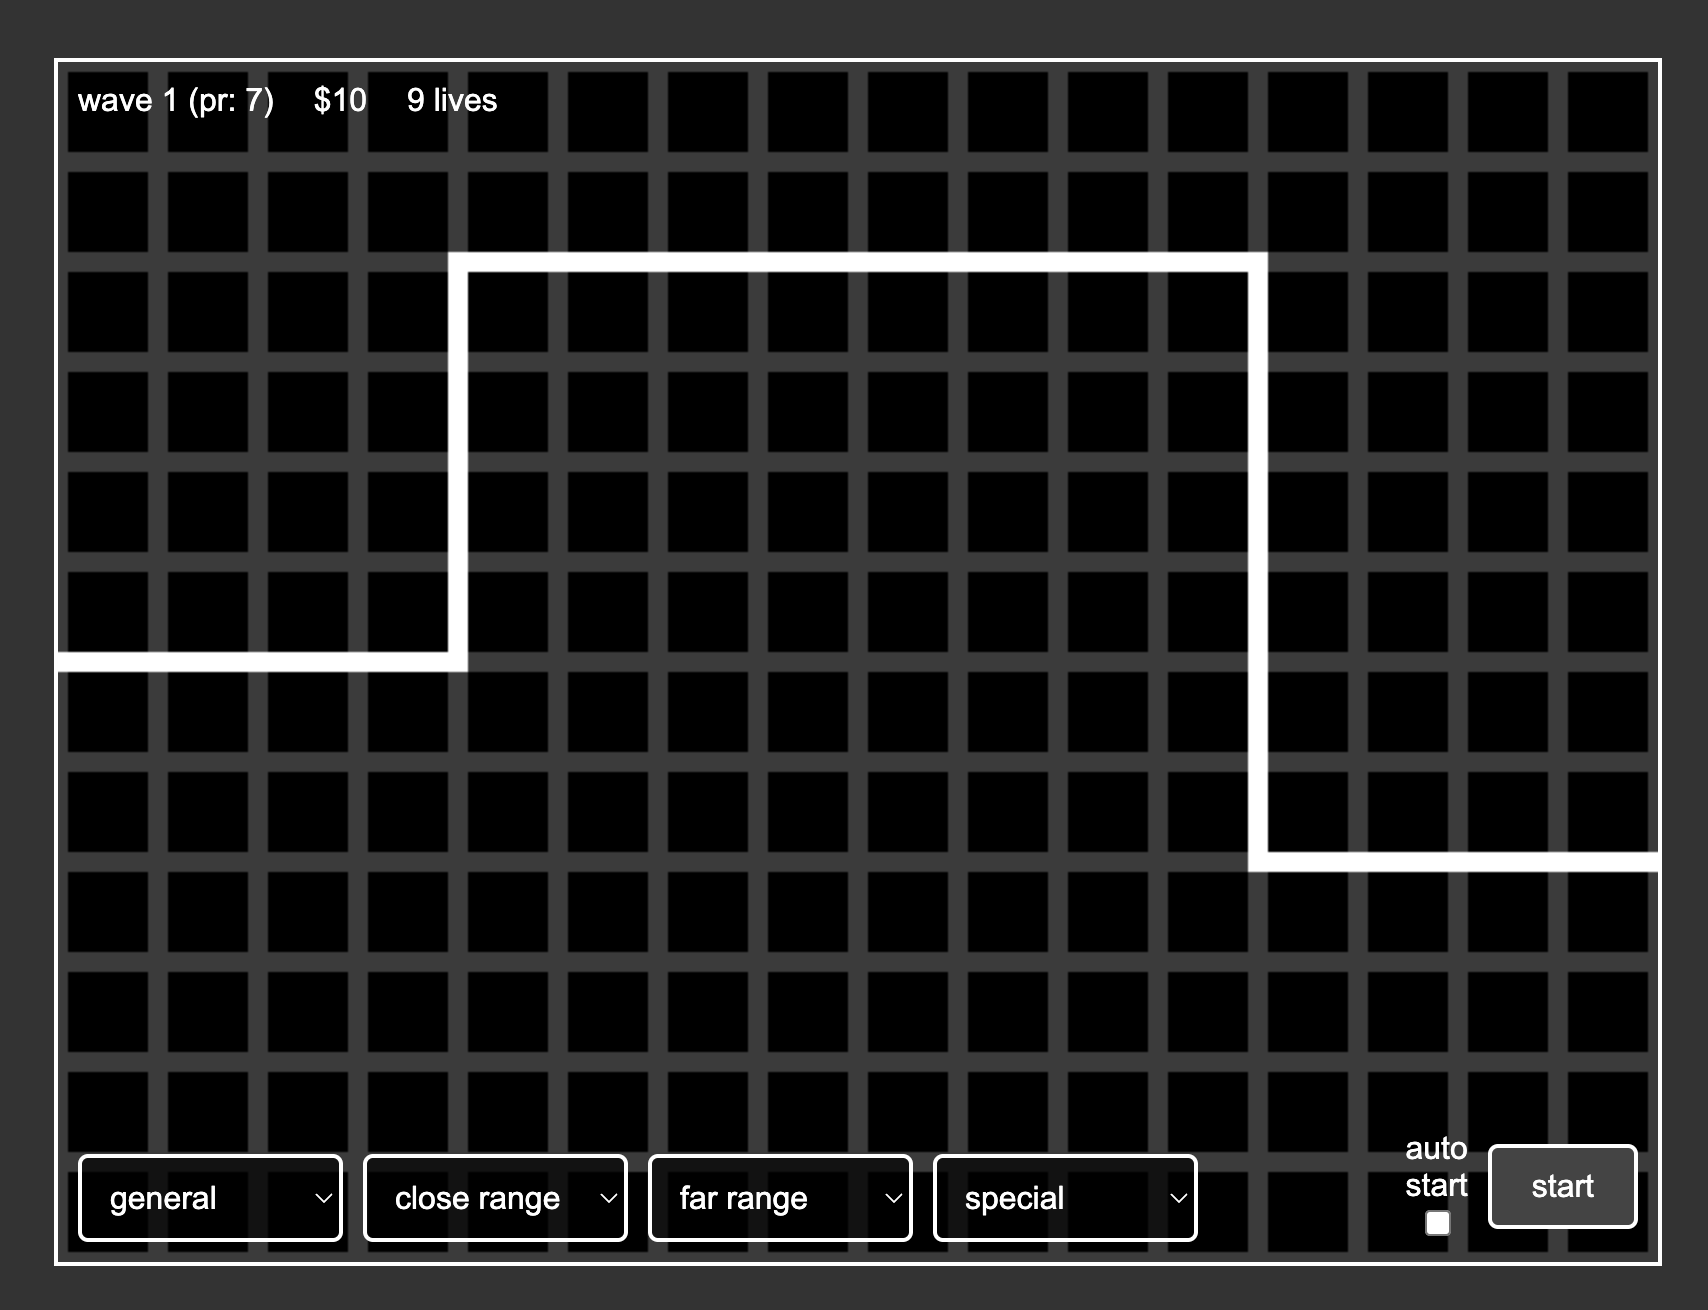 wave 1 (pr: 7) $10 9 lives
auto
start
general close range far range special start